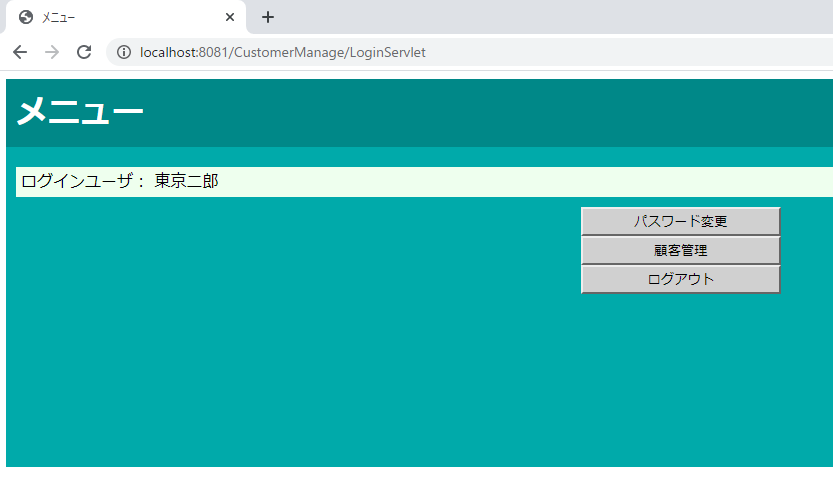 メニュー
localhost:8081/CustomerManage/LoginServlet
メニュー
ログインユーザ： 東京二郎
パスワード変更
顧客管理
ログアウト